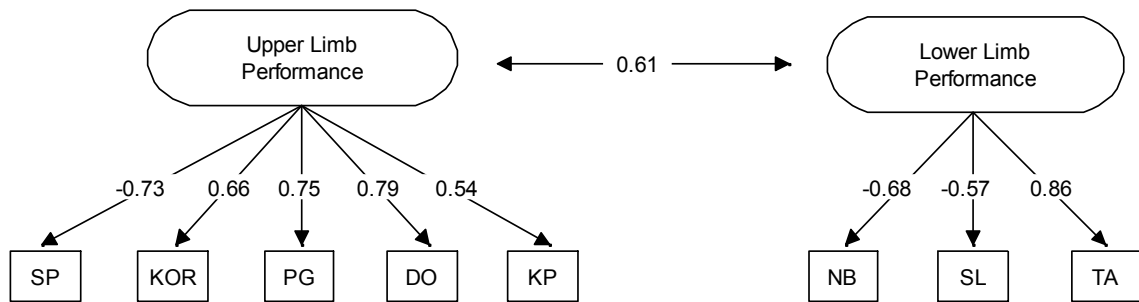 Upper Limb
Performance
0.61
Lower Limb
Performance
-0.73
0.66
0.75
0.79
0.54
-0.68
-0.57
0.86
SP
KOR
PG
DO
KP
NB
SL
TA